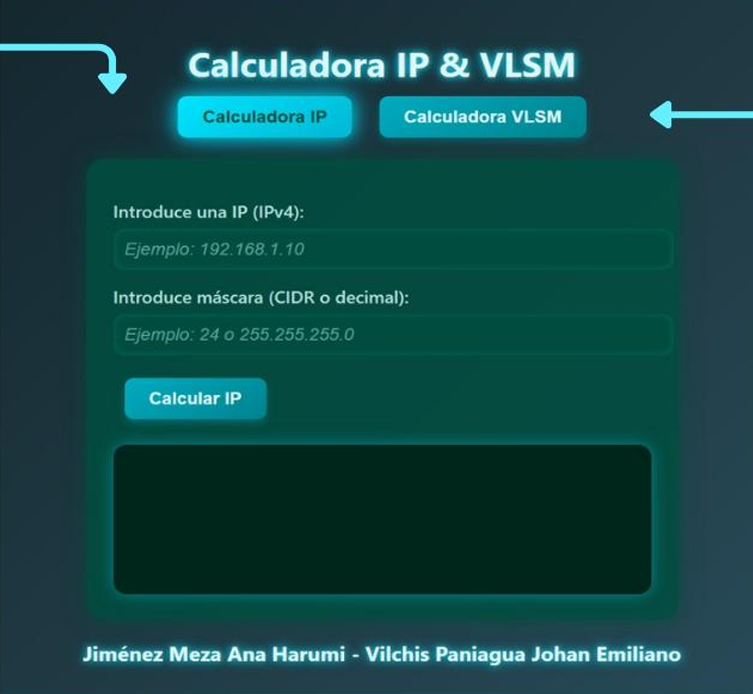 Calculadora IP & VLSM
Calculadora IP
Calculadora VLSM
Introduce una IP (IPv4):
Ejemplo: 192.168.1.10
Introduce máscara (CIDR o decimal):
Ejemplo: 24 o 255.255.255.0
Calcular IP
Jiménez Meza Ana Harumi - Vilchis Paniagua Johan Emiliano